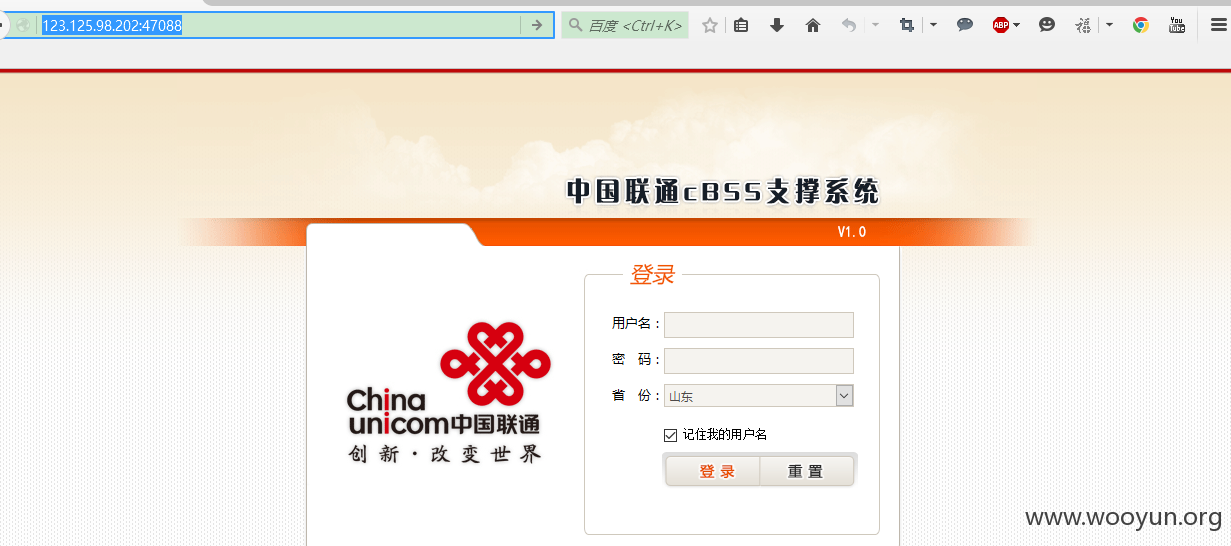 123.125.98.202:47088
百度 <Ctrl+K>
ABP
You
Tube
中国联通cBSS支撑系统
V1.0
登录
用户名：
密 码：
省 份：
山东
记住我的用户名
登 录
重 置
China
unicom中国联通
创 新 · 改 变 世 界
www.wooyun.org